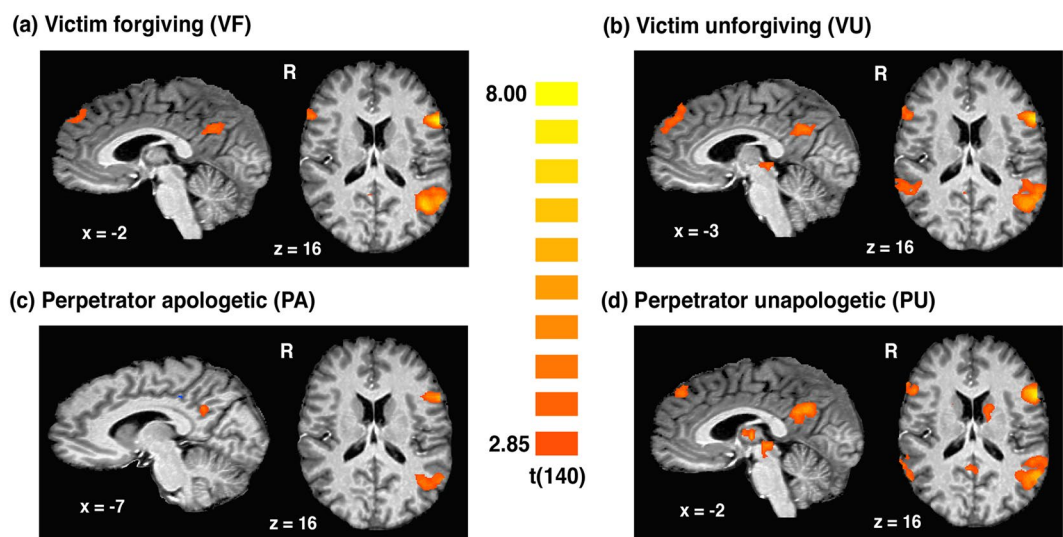 (a) Victim forgiving (VF)
R
x = -2
z = 16
(b) Victim unforgiving (VU)
R
x = -3
z = 16
8.00
2.85
t(140)
(c) Perpetrator apologetic (PA)
R
x = -7
z = 16
(d) Perpetrator unapologetic (PU)
R
x = -2
z = 16